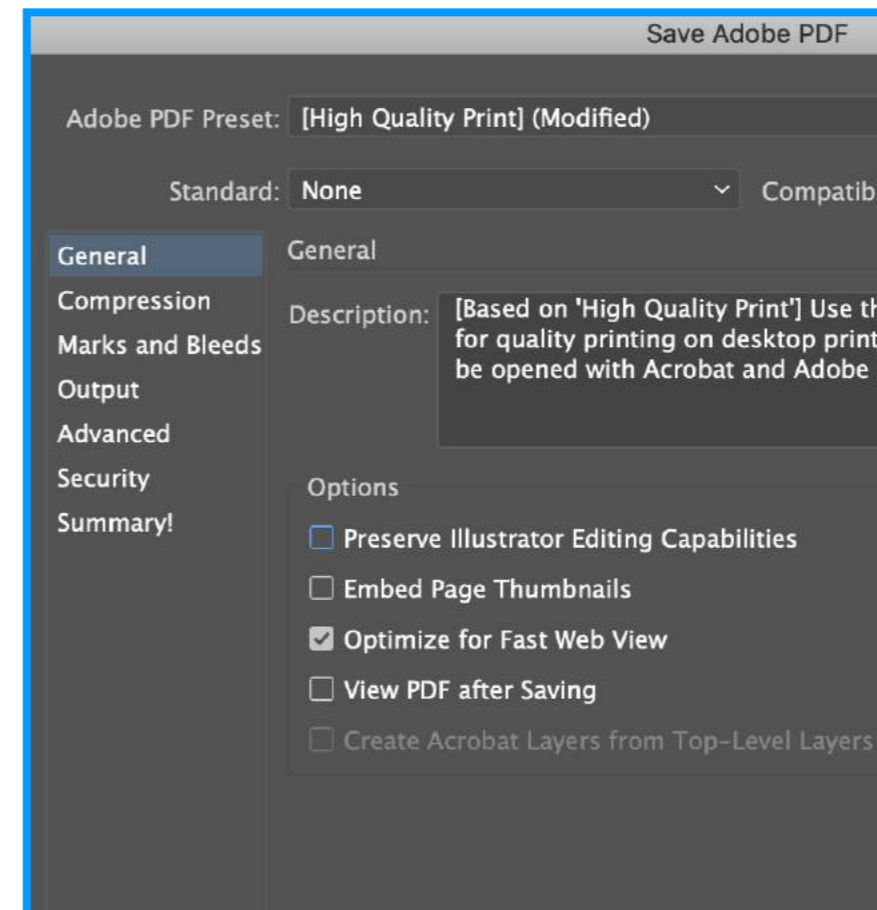 Save Adobe PDF
Adobe PDF Preset: [High Quality Print] (Modified)
Standard: None Compatib
General
Compression
Marks and Bleeds
Output
Advanced
Security
Summary!
General
Description: [Based on 'High Quality Print'] Use th
for quality printing on desktop print
be opened with Acrobat and Adobe
Options
Preserve Illustrator Editing Capabilities
Embed Page Thumbnails
Optimize for Fast Web View
View PDF after Saving
Create Acrobat Layers from Top-Level Layers